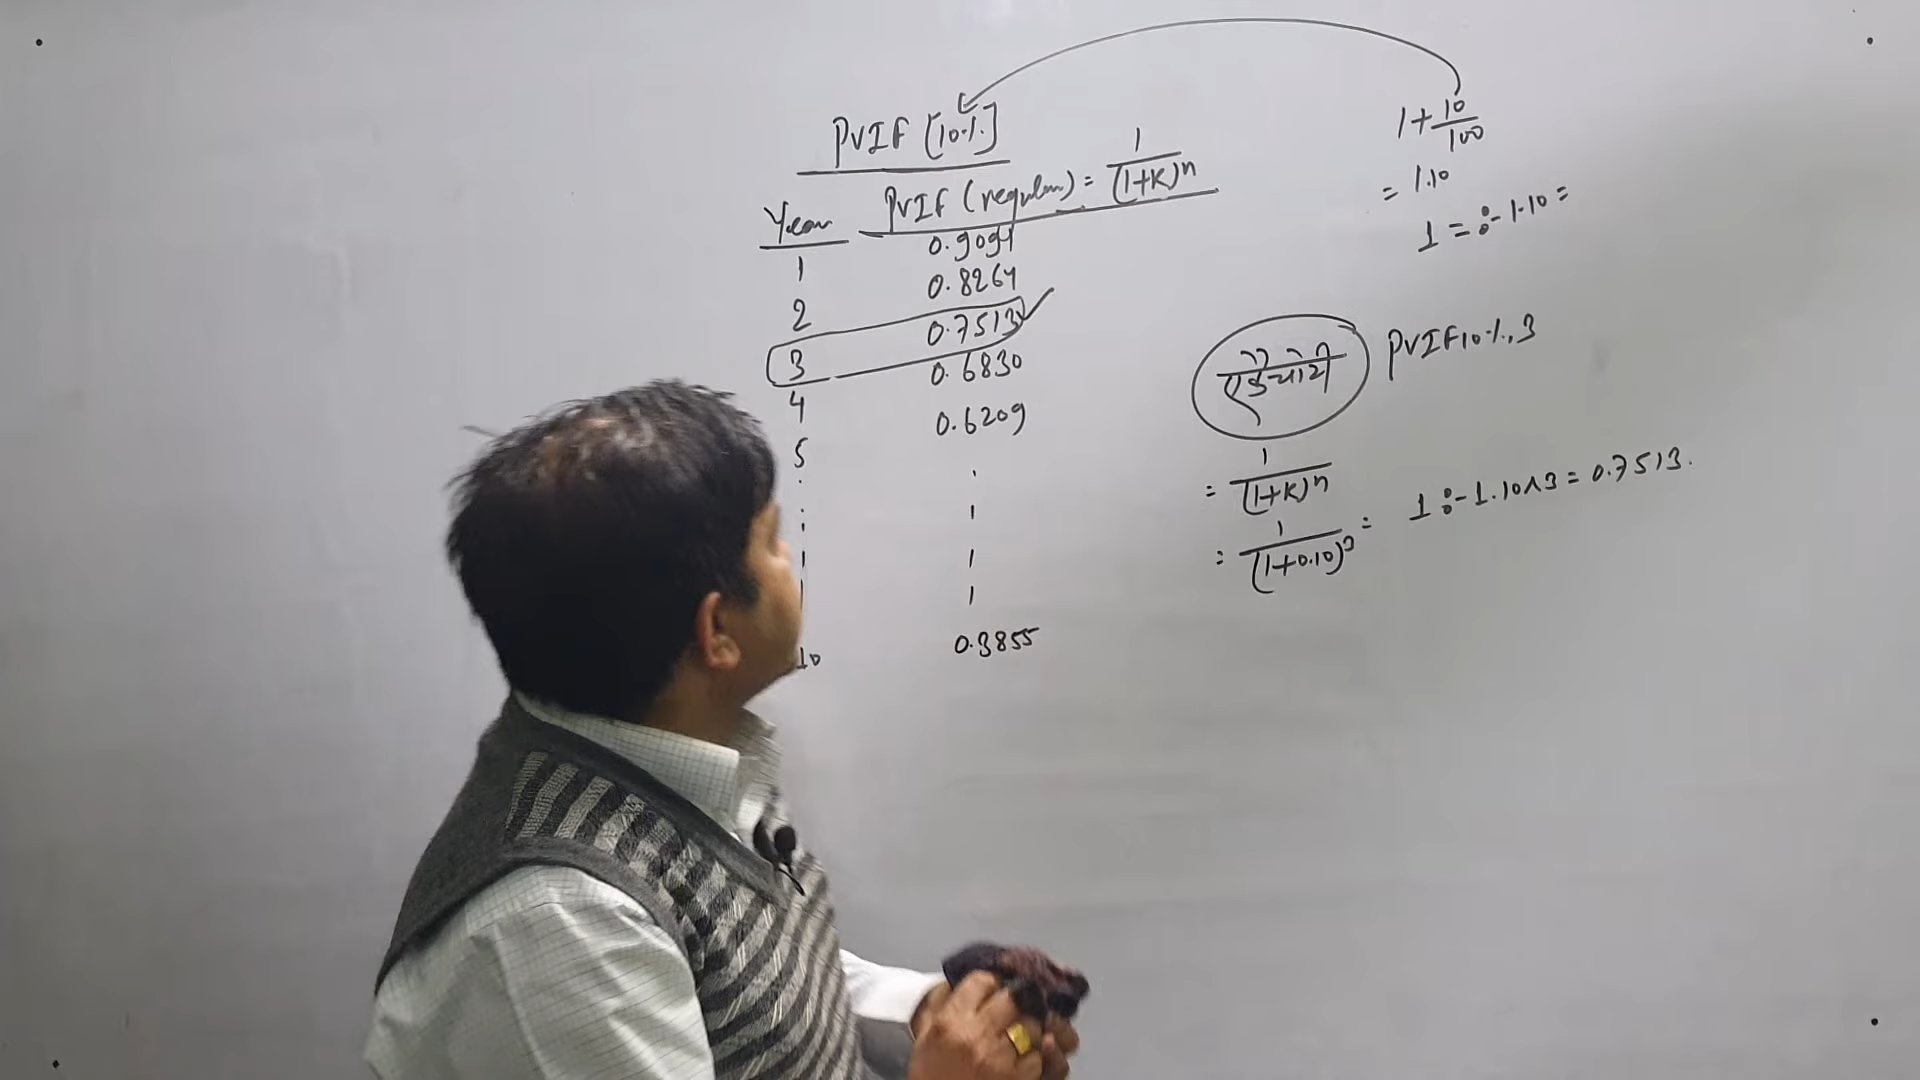 PVIF [10%]
Year PVIF (regular) = 1/(1+K)^n
1 0.9091
2 0.8264
3 0.7513
4 0.6830
5 0.6209
10 0.3855
1+10/100
= 1.10
1 = ÷ 1.10 =
एकैचोटी PVIF10%,3
= 1/(1+K)^n
= 1/(1+0.10)^3 = 1 ÷ 1.10^3 = 0.7513.